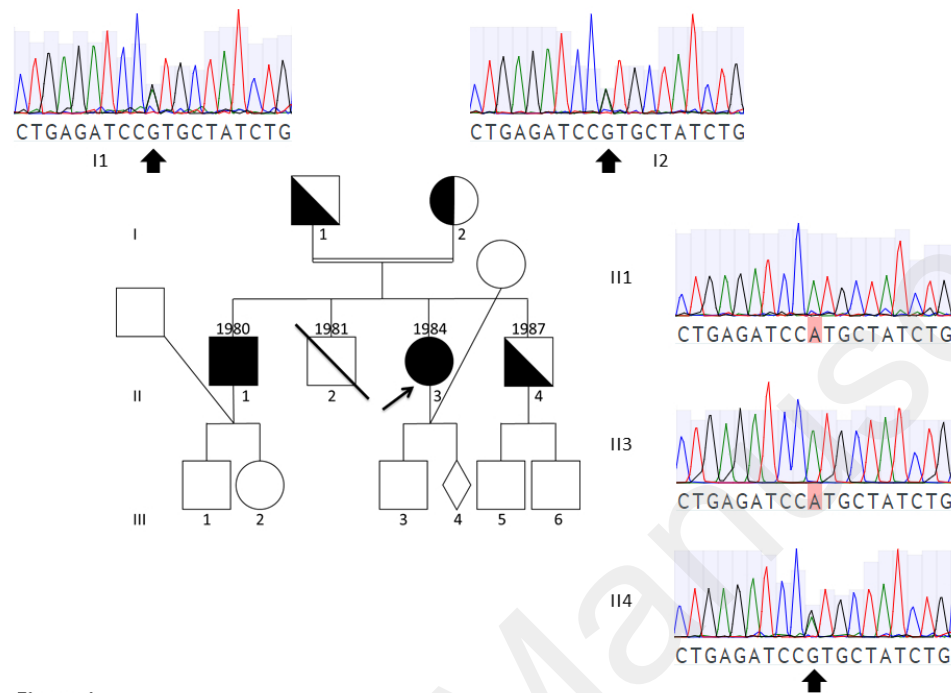 CTGAGATCCGTGCTATCTG
I1
CTGAGATCCGTGCTATCTG
I2
I
1
2
II1
CTGAGATCCATGCTATCTG
1980
1981
1984
1987
II
1
2
3
4
II3
CTGAGATCCATGCTATCTG
III
1
2
3
4
5
6
II4
CTGAGATCCGTGCTATCTG
Manusc